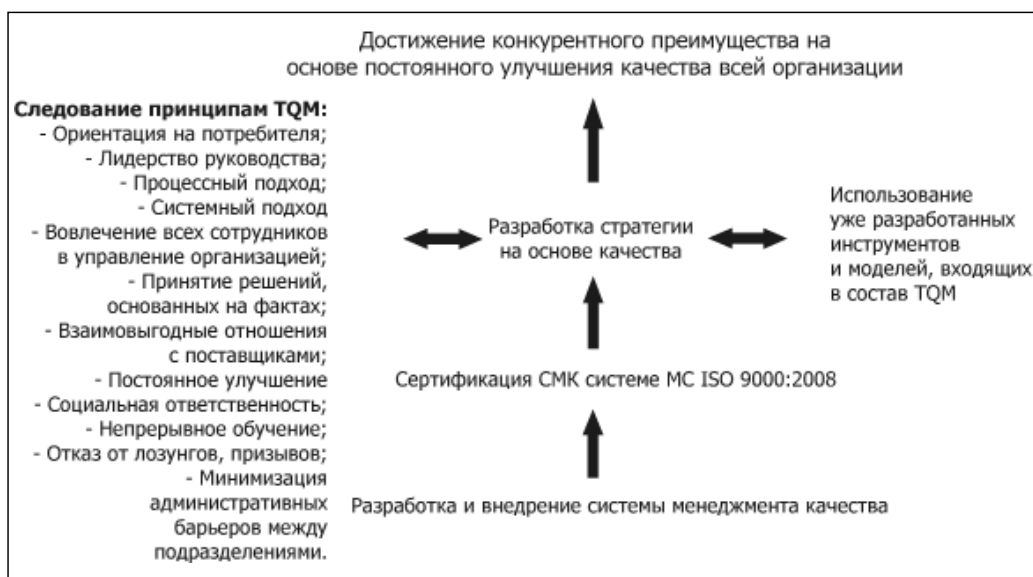 Достижение конкурентного преимущества на
основе постоянного улучшения качества всей организации
Следование принципам TQM:
- Ориентация на потребителя;
- Лидерство руководства;
- Процессный подход;
- Системный подход
- Вовлечение всех сотрудников
в управление организацией;
- Принятие решений,
основанных на фактах;
- Взаимовыгодные отношения
с поставщиками;
- Постоянное улучшение
- Социальная ответственность;
- Непрерывное обучение;
- Отказ от лозунгов, призывов;
- Минимизация
административных
барьеров между
подразделениями.
Разработка стратегии
на основе качества
Использование
уже разработанных
инструментов
и моделей, входящих
в состав TQM
Сертификация СМК системе МС ISO 9000:2008
Разработка и внедрение системы менеджмента качества